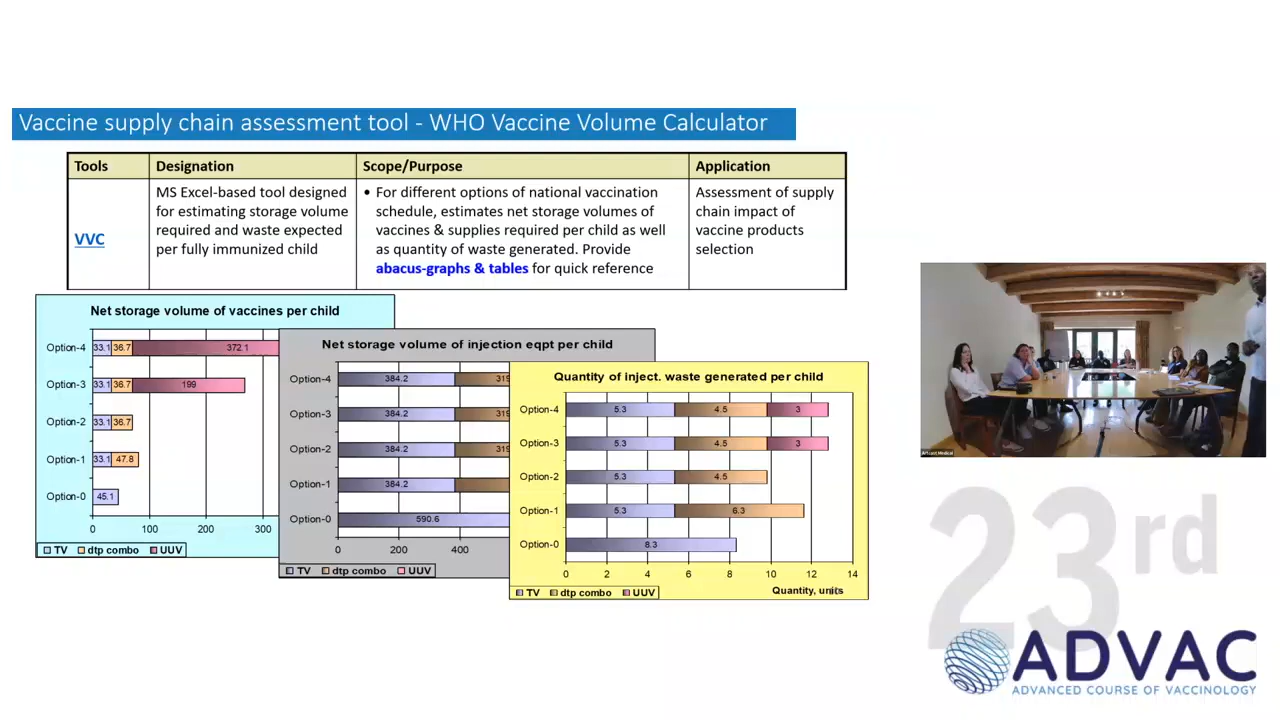 Vaccine supply chain assessment tool - WHO Vaccine Volume Calculator
Tools
Designation
Scope/Purpose
Application
VVC
MS Excel-based tool designed
for estimating storage volume
required and waste expected
per fully immunized child
• For different options of national vaccination
schedule, estimates net storage volumes of
vaccines & supplies required per child as well
as quantity of waste generated. Provide
abacus-graphs & tables for quick reference
Assessment of supply
chain impact of
vaccine products
selection
Net storage volume of vaccines per child
Option-4 33.1 36.7 372.1
Option-3 33.1 36.7 199
Option-2 33.1 36.7
Option-1 33.1 47.8
Option-0 45.1
0 100 200 300
TV dtp combo UUV
Net storage volume of injection eqpt per child
Option-4 384.2 319
Option-3 384.2 319
Option-2 384.2 319
Option-1 384.2
Option-0 590.6
0 200 400
TV dtp combo UUV
Quantity of inject. waste generated per child
Option-4 5.3 4.5 3
Option-3 5.3 4.5 3
Option-2 5.3 4.5
Option-1 5.3 6.3
Option-0 8.3
0 2 4 6 8 10 12 14
Quantity, units
TV dtp combo UUV
Artcast Medical
23rd
ADVAC
ADVANCED COURSE OF VACCINOLOGY